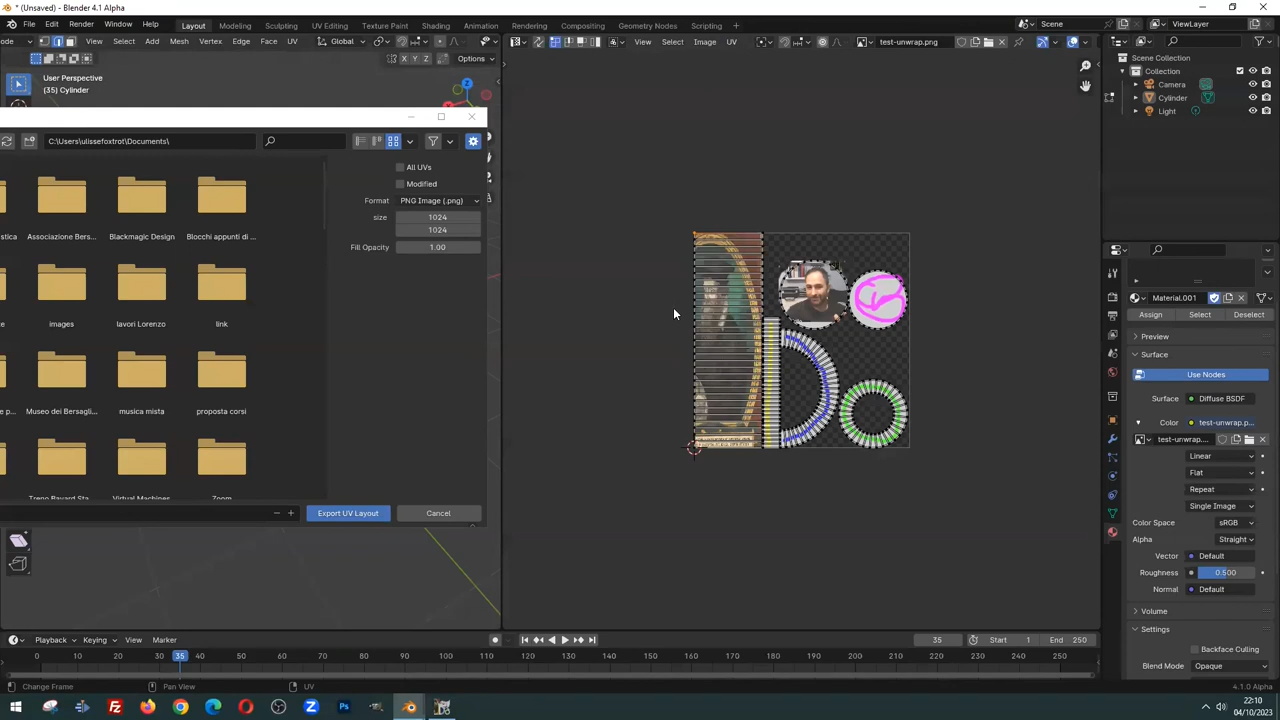 * (Unsaved) - Blender 4.1 Alpha
File Edit Render Window Help Layout Modeling Sculpting UV Editing Texture Paint Shading Animation Rendering Compositing Geometry Nodes Scripting Scene ViewLayer
Select Add Mesh Vertex Edge Face UV Global View Select Image UV test-unwrap.png
X Y Z Options
User Perspective
(35) Cylinder
Z
Scene Collection
Collection
Camera
Cylinder
Light
C:\Users\ulissefoxtrot\Documents\
All UVs
Modified
Format PNG Image (.png)
size 1024
1024
Fill Opacity 1.00
Associazione Bers... Blackmagic Design Blocchi appunti di ...
images lavori Lorenzo link
Museo del Bersagli... musica mista proposta corsi
Treno Bayard Sta... Virtual Machines Zoom
Export UV Layout Cancel
Material.001
Assign Select Deselect
Preview
Surface
Use Nodes
Surface Diffuse BSDF
Color test-unwrap.p...
test-unwrap....
Linear
Flat
Repeat
Single Image
Color Space sRGB
Alpha Straight
Vector Default
Roughness 0.500
Normal Default
Volume
Settings
Backface Culling
Blend Mode Opaque
Playback Keying View Marker 35 Start 1 End 250
0 10 20 30 35 40 50 60 70 80 90 100 110 120 130 140 150 160 170 180 190 200 210 220 230 240 250
Change Frame Pan View UV 4.1.0 Alpha
22:10
04/10/2023